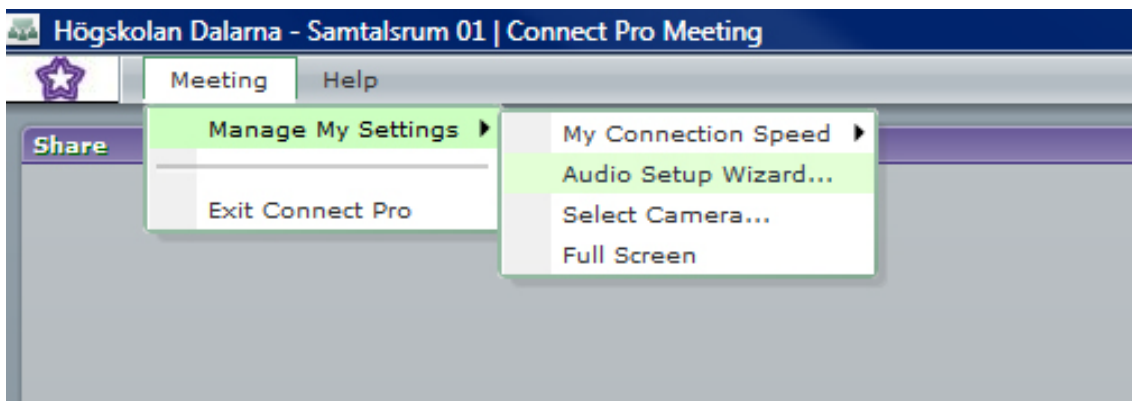 Högskolan Dalarna - Samtalsrum 01 | Connect Pro Meeting
Meeting Help
Share
Manage My Settings
Exit Connect Pro
My Connection Speed
Audio Setup Wizard...
Select Camera...
Full Screen